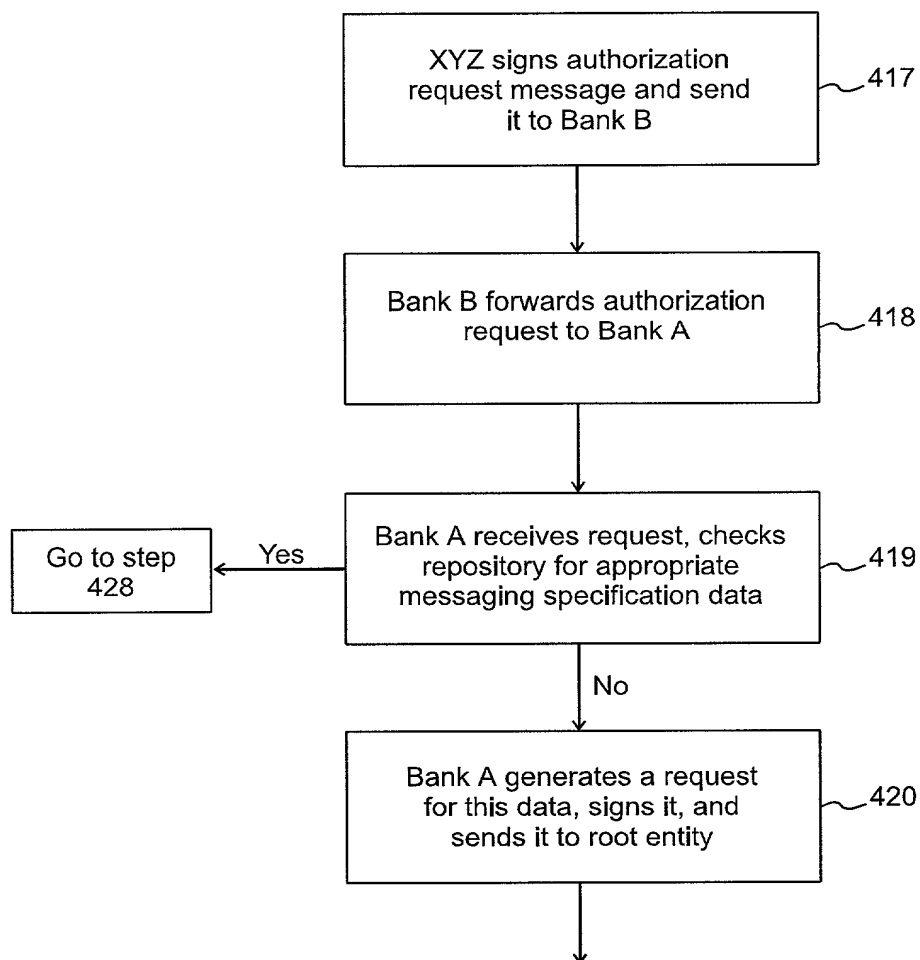 XYZ signs authorization
request message and send
it to Bank B
417
Bank B forwards authorization
request to Bank A
418
Bank A receives request, checks
repository for appropriate
messaging specification data
419
Yes
Go to step
428
No
Bank A generates a request
for this data, signs it, and
sends it to root entity
420